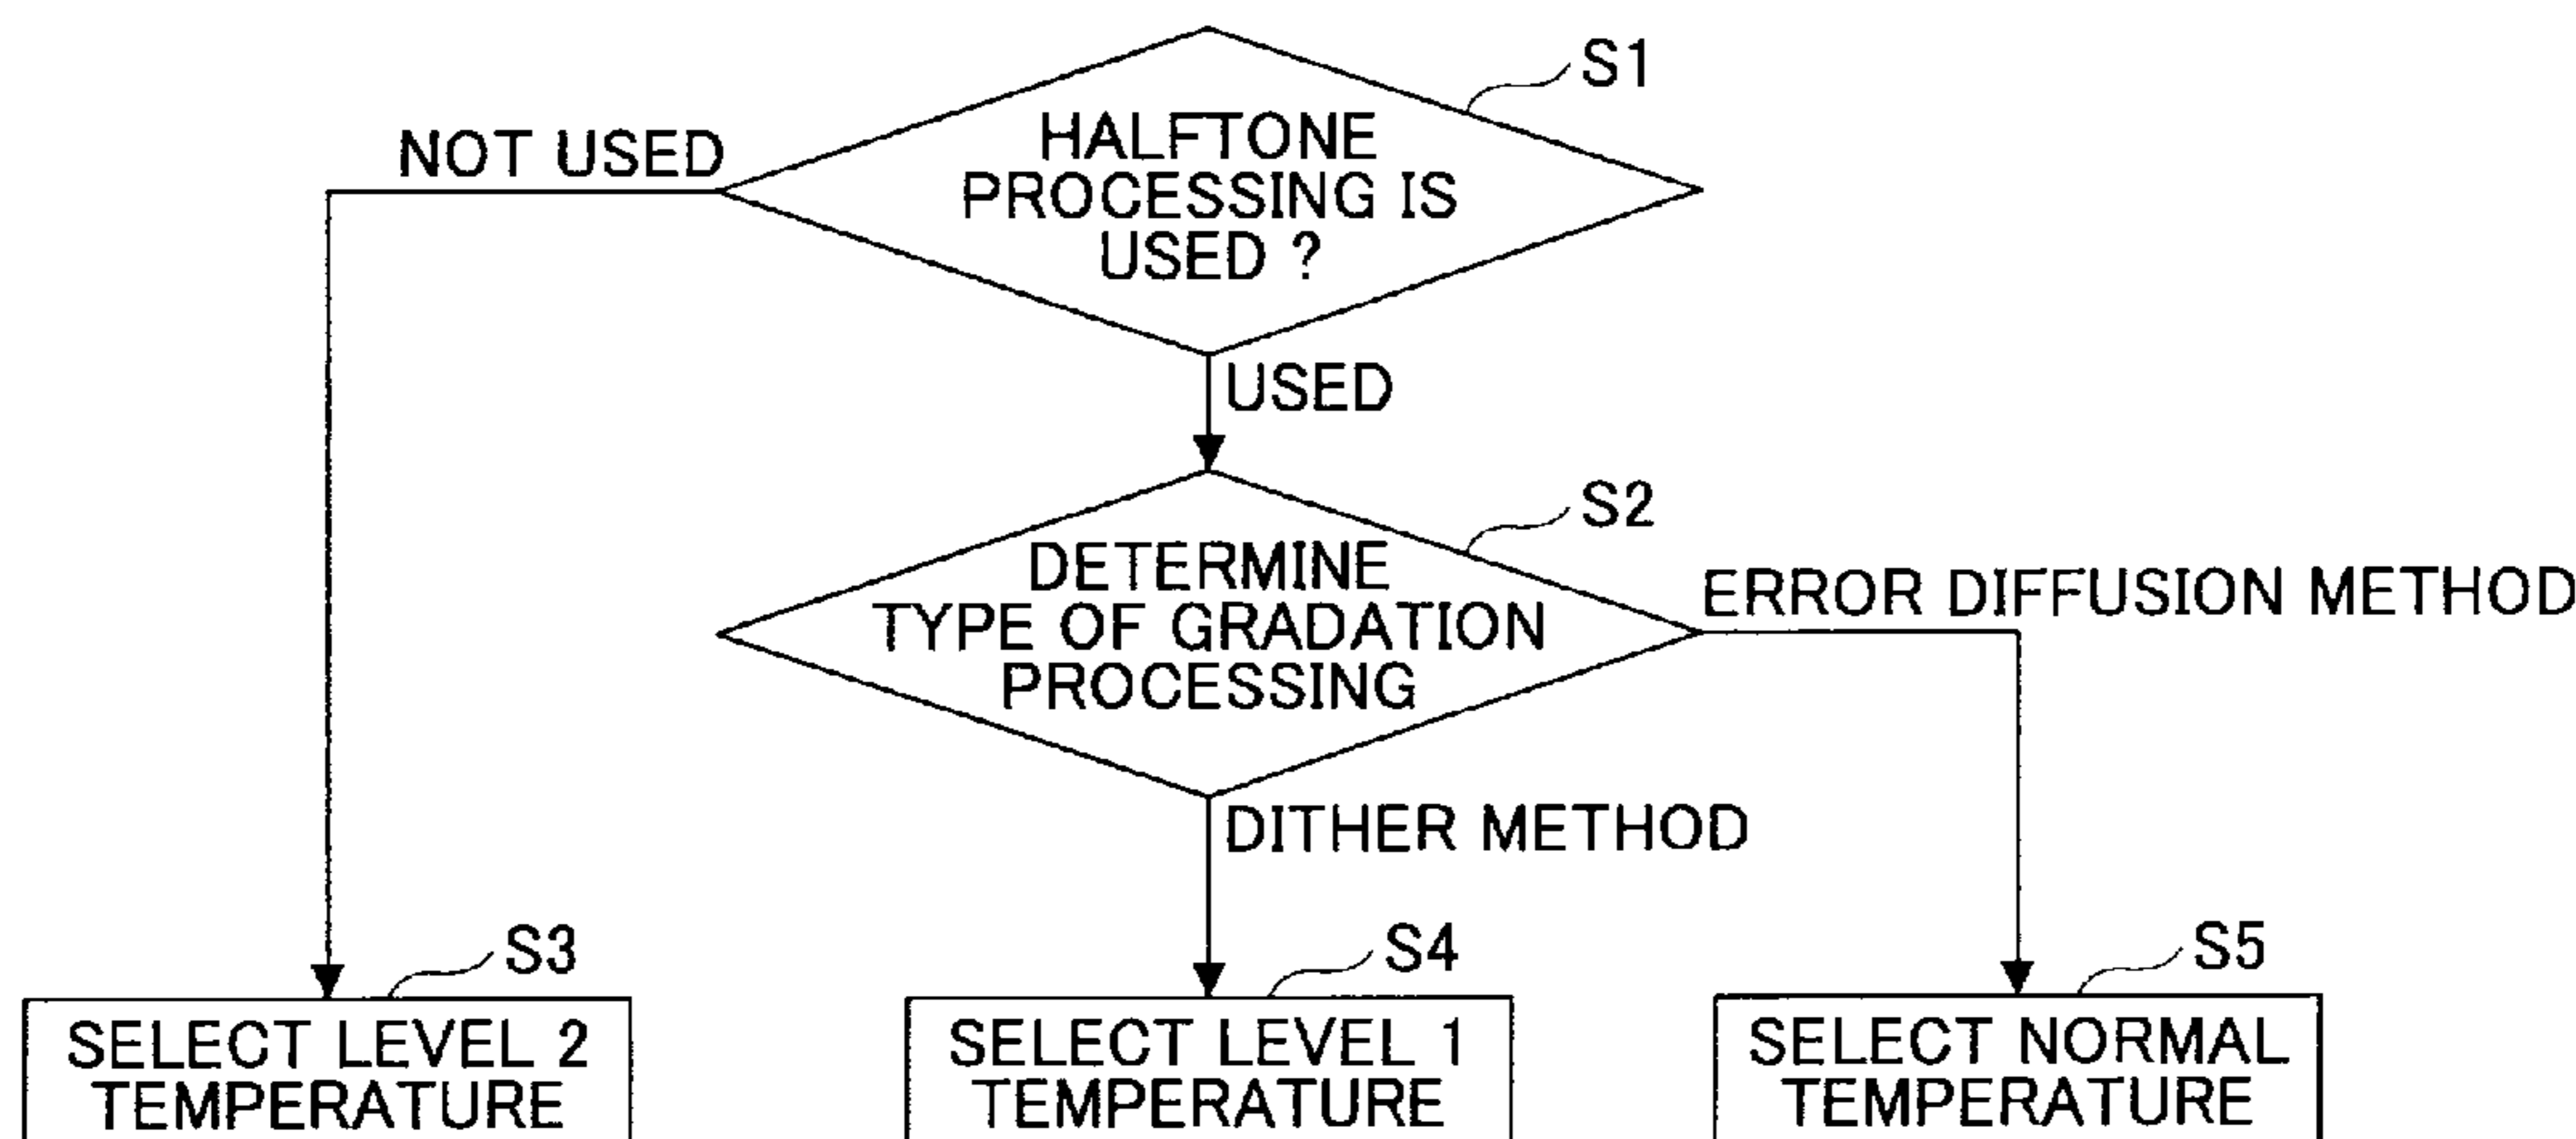 S1
HALFTONE
PROCESSING IS
USED ?
NOT USED
USED
S2
DETERMINE
TYPE OF GRADATION
PROCESSING
ERROR DIFFUSION METHOD
DITHER METHOD
S3
SELECT LEVEL 2
TEMPERATURE
S4
SELECT LEVEL 1
TEMPERATURE
S5
SELECT NORMAL
TEMPERATURE